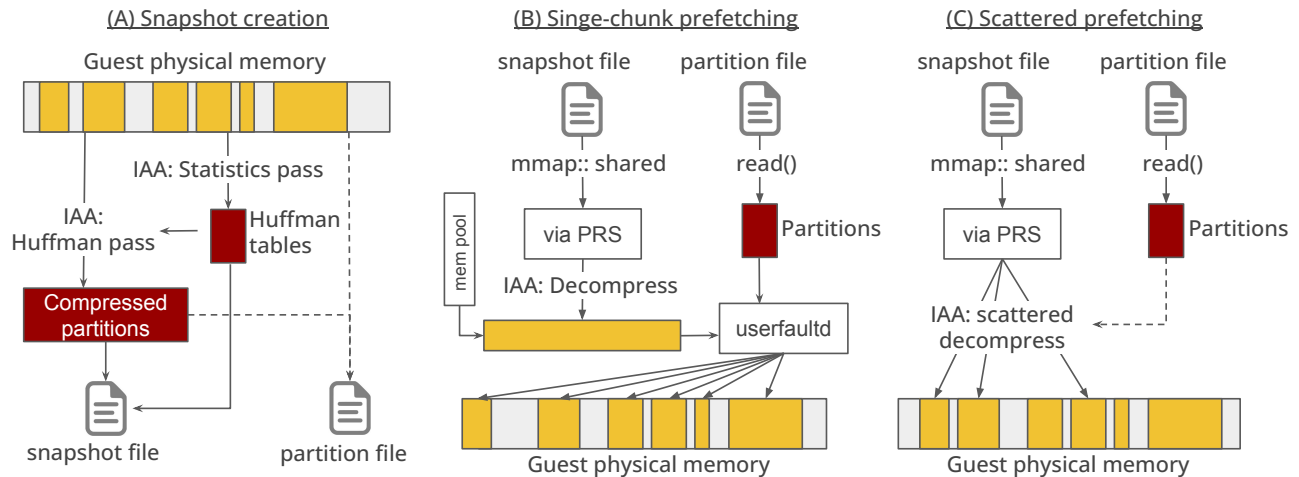 (A) Snapshot creation
Guest physical memory
IAA: Statistics pass
IAA:
Huffman pass
Huffman
tables
Compressed
partitions
snapshot file
partition file
(B) Singe-chunk prefetching
snapshot file
partition file
mmap:: shared
read()
mem pool
via PRS
Partitions
IAA: Decompress
userfaultd
Guest physical memory
(C) Scattered prefetching
snapshot file
partition file
mmap:: shared
read()
via PRS
Partitions
IAA: scattered
decompress
Guest physical memory